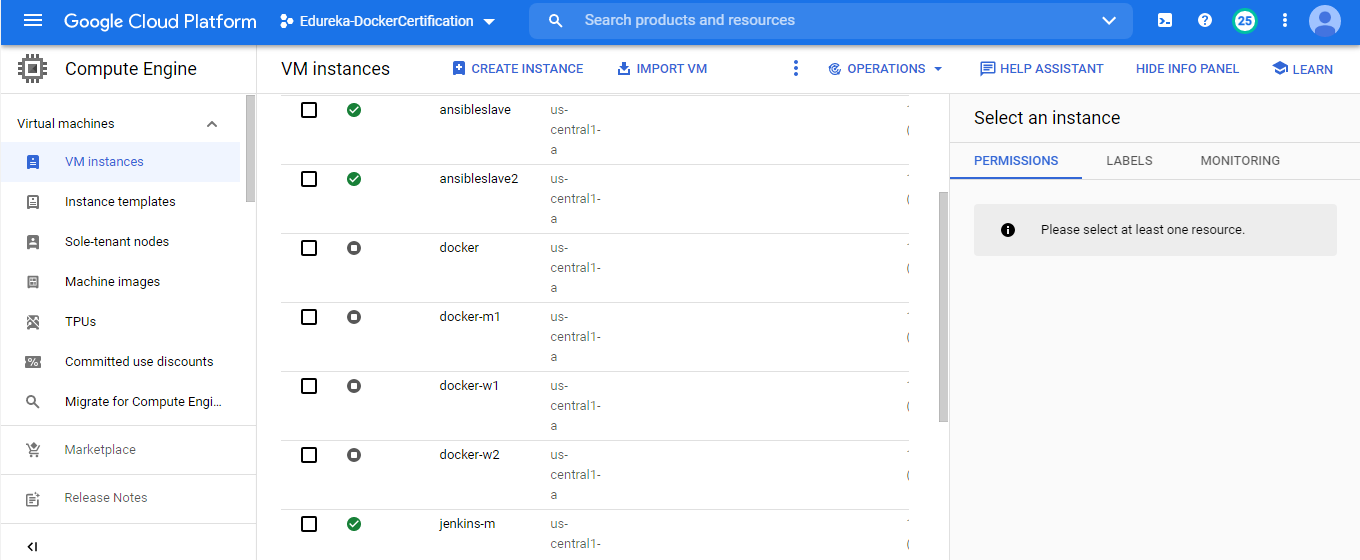 Google Cloud Platform
Edureka-DockerCertification
Search products and resources
25
Compute Engine
VM instances
CREATE INSTANCE
IMPORT VM
OPERATIONS
HELP ASSISTANT
HIDE INFO PANEL
LEARN
Virtual machines
VM instances
Instance templates
Sole-tenant nodes
Machine images
TPUs
Committed use discounts
Migrate for Compute Engi...
Marketplace
Release Notes
ansibleslave
us-
central1-
a
ansibleslave2
us-
central1-
a
docker
us-
central1-
a
docker-m1
us-
central1-
a
docker-w1
us-
central1-
a
docker-w2
us-
central1-
a
jenkins-m
us-
central1-
Select an instance
PERMISSIONS
LABELS
MONITORING
Please select at least one resource.